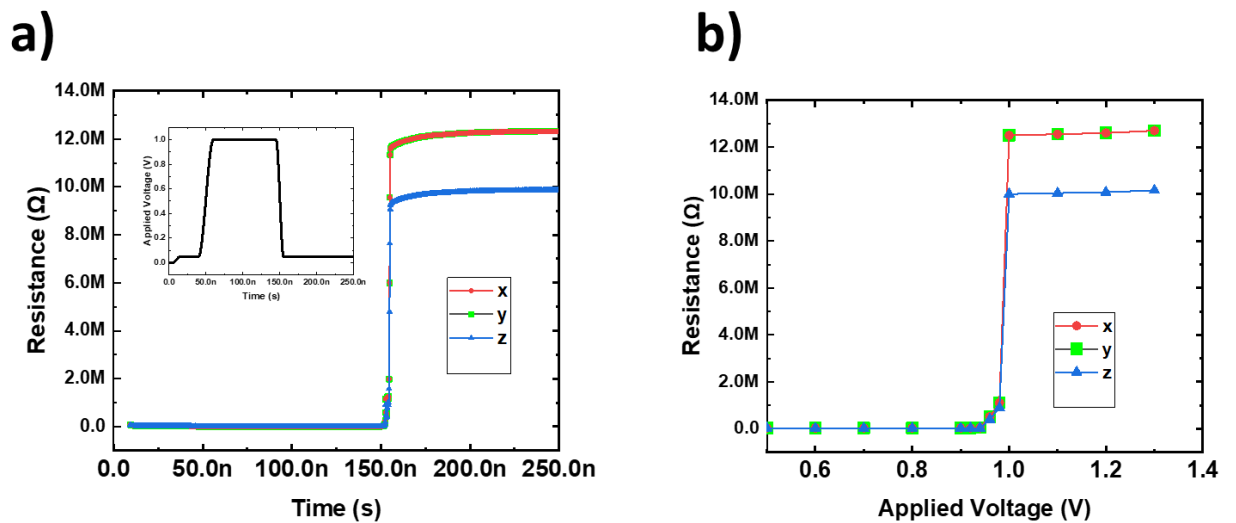 a)
14.0M
12.0M
10.0M
8.0M
6.0M
4.0M
2.0M
0.0
Resistance (Ω)
0.0 50.0n 100.0n 150.0n 200.0n 250.0n
Time (s)
1.0
0.8
0.6
0.4
0.2
0.0
Applied Voltage (V)
0.0 50.0n 100.0n 150.0n 200.0n 250.0n
Time (s)
x
y
z
b)
14.0M
12.0M
10.0M
8.0M
6.0M
4.0M
2.0M
0.0
Resistance (Ω)
x
y
z
0.6 0.8 1.0 1.2 1.4
Applied Voltage (V)